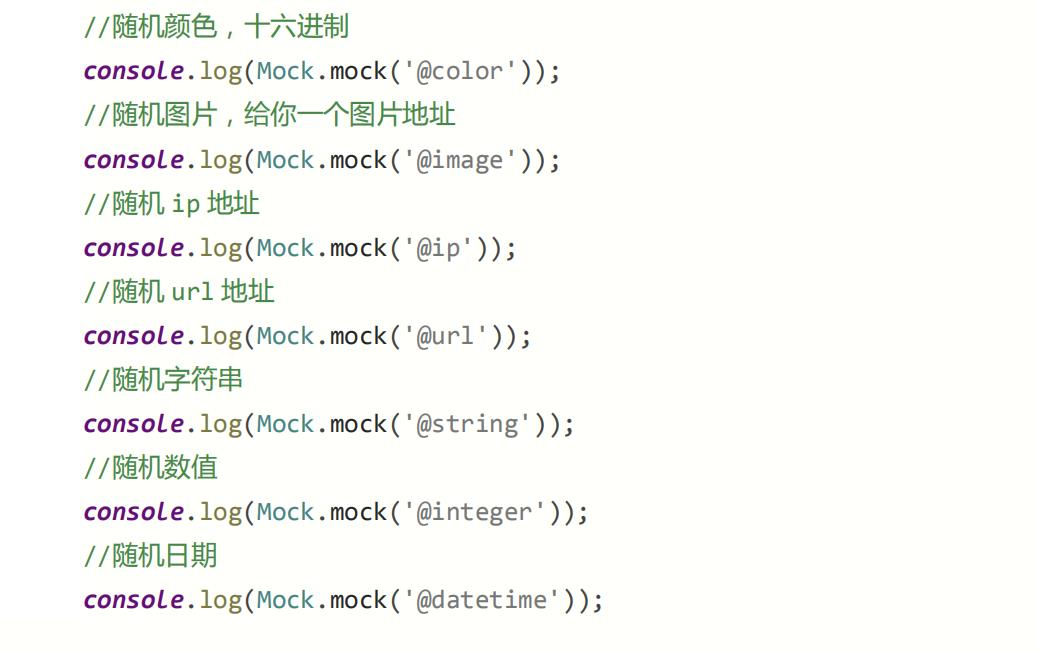 //随机颜色，十六进制
console.log(Mock.mock('@color'));
//随机图片，给你一个图片地址
console.log(Mock.mock('@image'));
//随机 ip 地址
console.log(Mock.mock('@ip'));
//随机 url 地址
console.log(Mock.mock('@url'));
//随机字符串
console.log(Mock.mock('@string'));
//随机数值
console.log(Mock.mock('@integer'));
//随机日期
console.log(Mock.mock('@datetime'));